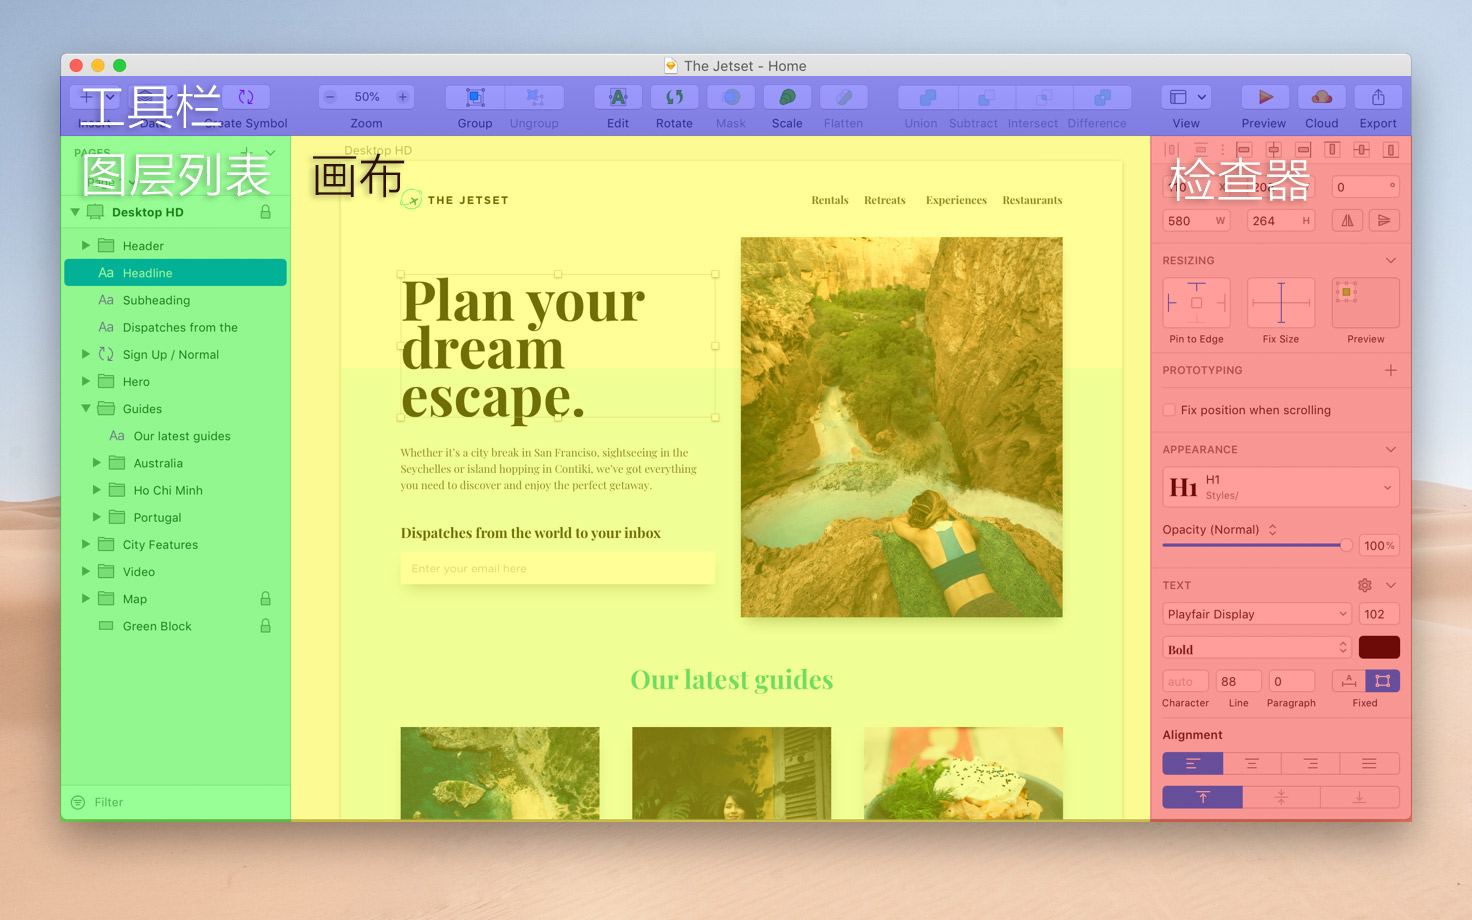 The Jetset - Home
工具栏
50%
Insert Data Create Symbol Zoom Group Ungroup Edit Rotate Mask Scale Flatten Union Subtract Intersect Difference View Preview Cloud Export
PAGES
图层列表
Desktop HD
Header
Aa Headline
Aa Subheading
Aa Dispatches from the
Sign Up / Normal
Hero
Guides
Aa Our latest guides
Australia
Ho Chi Minh
Portugal
City Features
Video
Map
Green Block
Filter
Desktop HD
画布
THE JETSET
Rentals Retreats Experiences Restaurants
Plan your
dream
escape.
Whether it's a city break in San Franciso, sightseeing in the
Seychelles or island hopping in Contiki, we've got everything
you need to discover and enjoy the perfect getaway.
Dispatches from the world to your inbox
Enter your email here
Our latest guides
检查器
0 °
580 W 264 H
RESIZING
Pin to Edge Fix Size Preview
PROTOTYPING
Fix position when scrolling
APPEARANCE
H1 H1
Styles/
Opacity (Normal)
100%
TEXT
Playfair Display 102
Bold
auto 88 0
Character Line Paragraph Fixed
Alignment